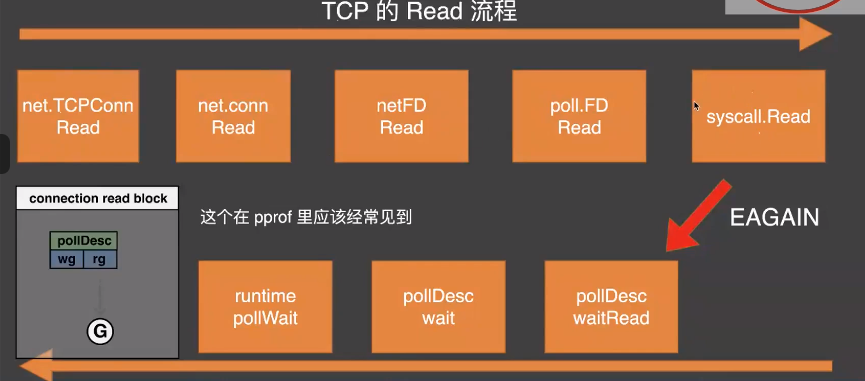 TCP 的 Read 流程
net.TCPConn
Read
net.conn
Read
netFD
Read
poll.FD
Read
syscall.Read
connection read block
pollDesc
wg rg
G
这个在 pprof 里应该经常见到
EAGAIN
runtime
pollWait
pollDesc
wait
pollDesc
waitRead